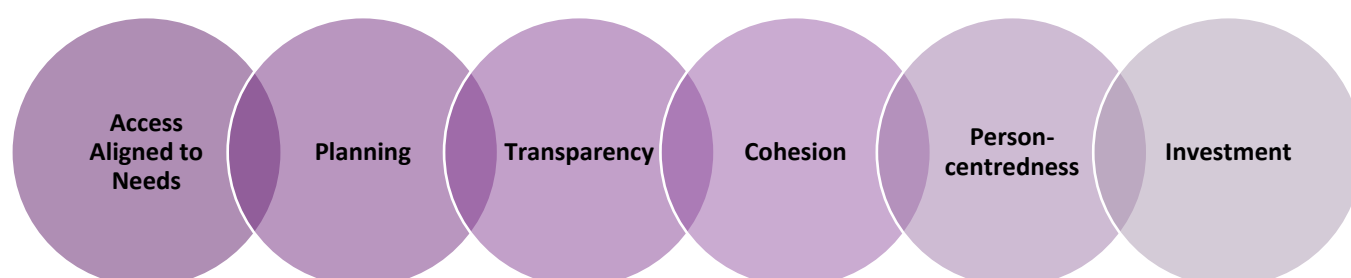 Access
Aligned to
Needs
Planning
Transparency
Cohesion
Person-
centredness
Investment